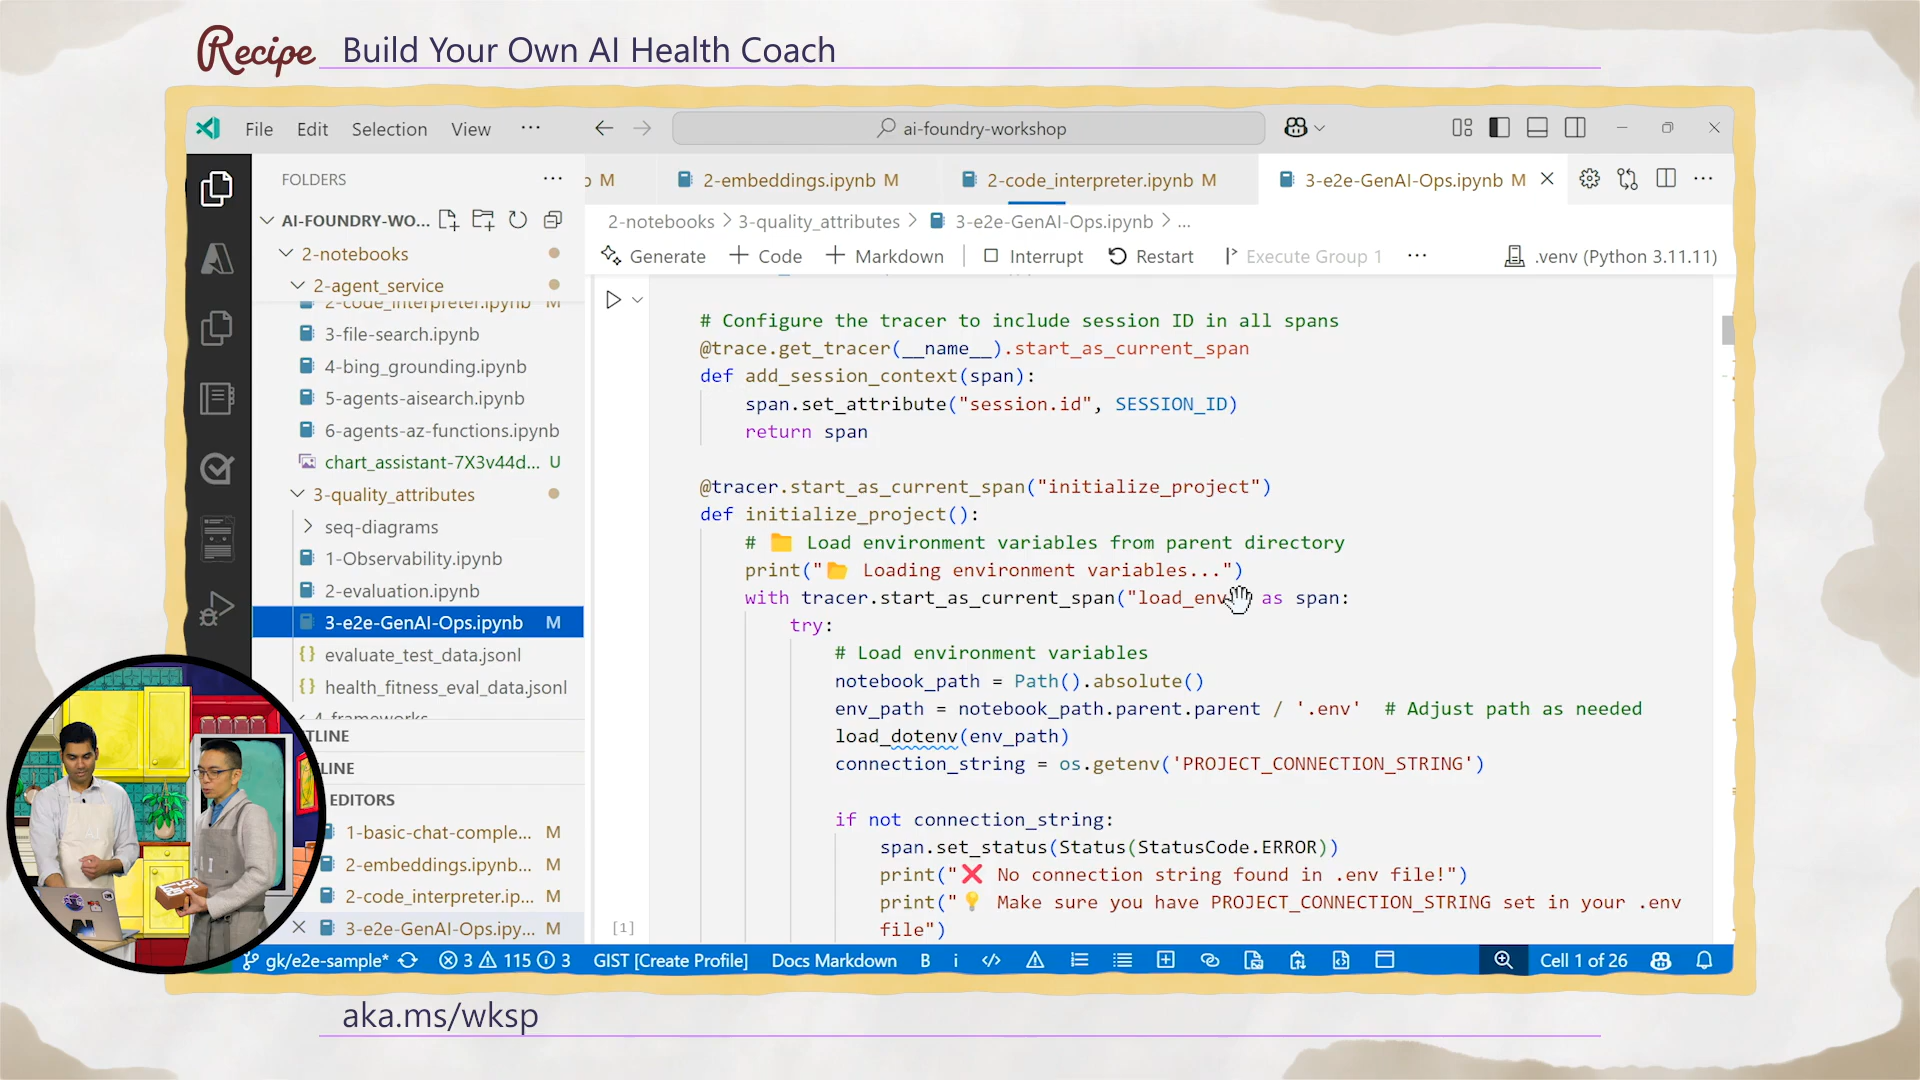 Recipe Build Your Own AI Health Coach
File Edit Selection View ··· ai-foundry-workshop
FOLDERS ···
M 2-embeddings.ipynb M 2-code_interpreter.ipynb M 3-e2e-GenAI-Ops.ipynb M ···
AI-FOUNDRY-WO...
2-notebooks > 3-quality_attributes > 3-e2e-GenAI-Ops.ipynb > ...
Generate + Code + Markdown Interrupt Restart Execute Group 1 ··· .venv (Python 3.11.11)
2-notebooks
2-agent_service
2-code_interpreter.ipynb M
3-file-search.ipynb
4-bing_grounding.ipynb
5-agents-aisearch.ipynb
6-agents-az-functions.ipynb
chart_assistant-7X3v44d... U
3-quality_attributes
seq-diagrams
1-Observability.ipynb
2-evaluation.ipynb
3-e2e-GenAI-Ops.ipynb M
evaluate_test_data.jsonl
health_fitness_eval_data.jsonl
4-frameworks
TLINE
LINE
EDITORS
1-basic-chat-comple... M
2-embeddings.ipynb... M
2-code_interpreter.ip... M
3-e2e-GenAI-Ops.ipy... M
# Configure the tracer to include session ID in all spans
@trace.get_tracer(__name__).start_as_current_span
def add_session_context(span):
span.set_attribute("session.id", SESSION_ID)
return span
@tracer.start_as_current_span("initialize_project")
def initialize_project():
# 📁 Load environment variables from parent directory
print("📂 Loading environment variables...")
with tracer.start_as_current_span("load_env as span:
try:
# Load environment variables
notebook_path = Path().absolute()
env_path = notebook_path.parent.parent / '.env' # Adjust path as needed
load_dotenv(env_path)
connection_string = os.getenv('PROJECT_CONNECTION_STRING')
if not connection_string:
span.set_status(Status(StatusCode.ERROR))
print("❌ No connection string found in .env file!")
print("💡 Make sure you have PROJECT_CONNECTION_STRING set in your .env
file")
[1]
gk/e2e-sample* 3 115 3 GIST [Create Profile] Docs Markdown B i Cell 1 of 26
aka.ms/wksp